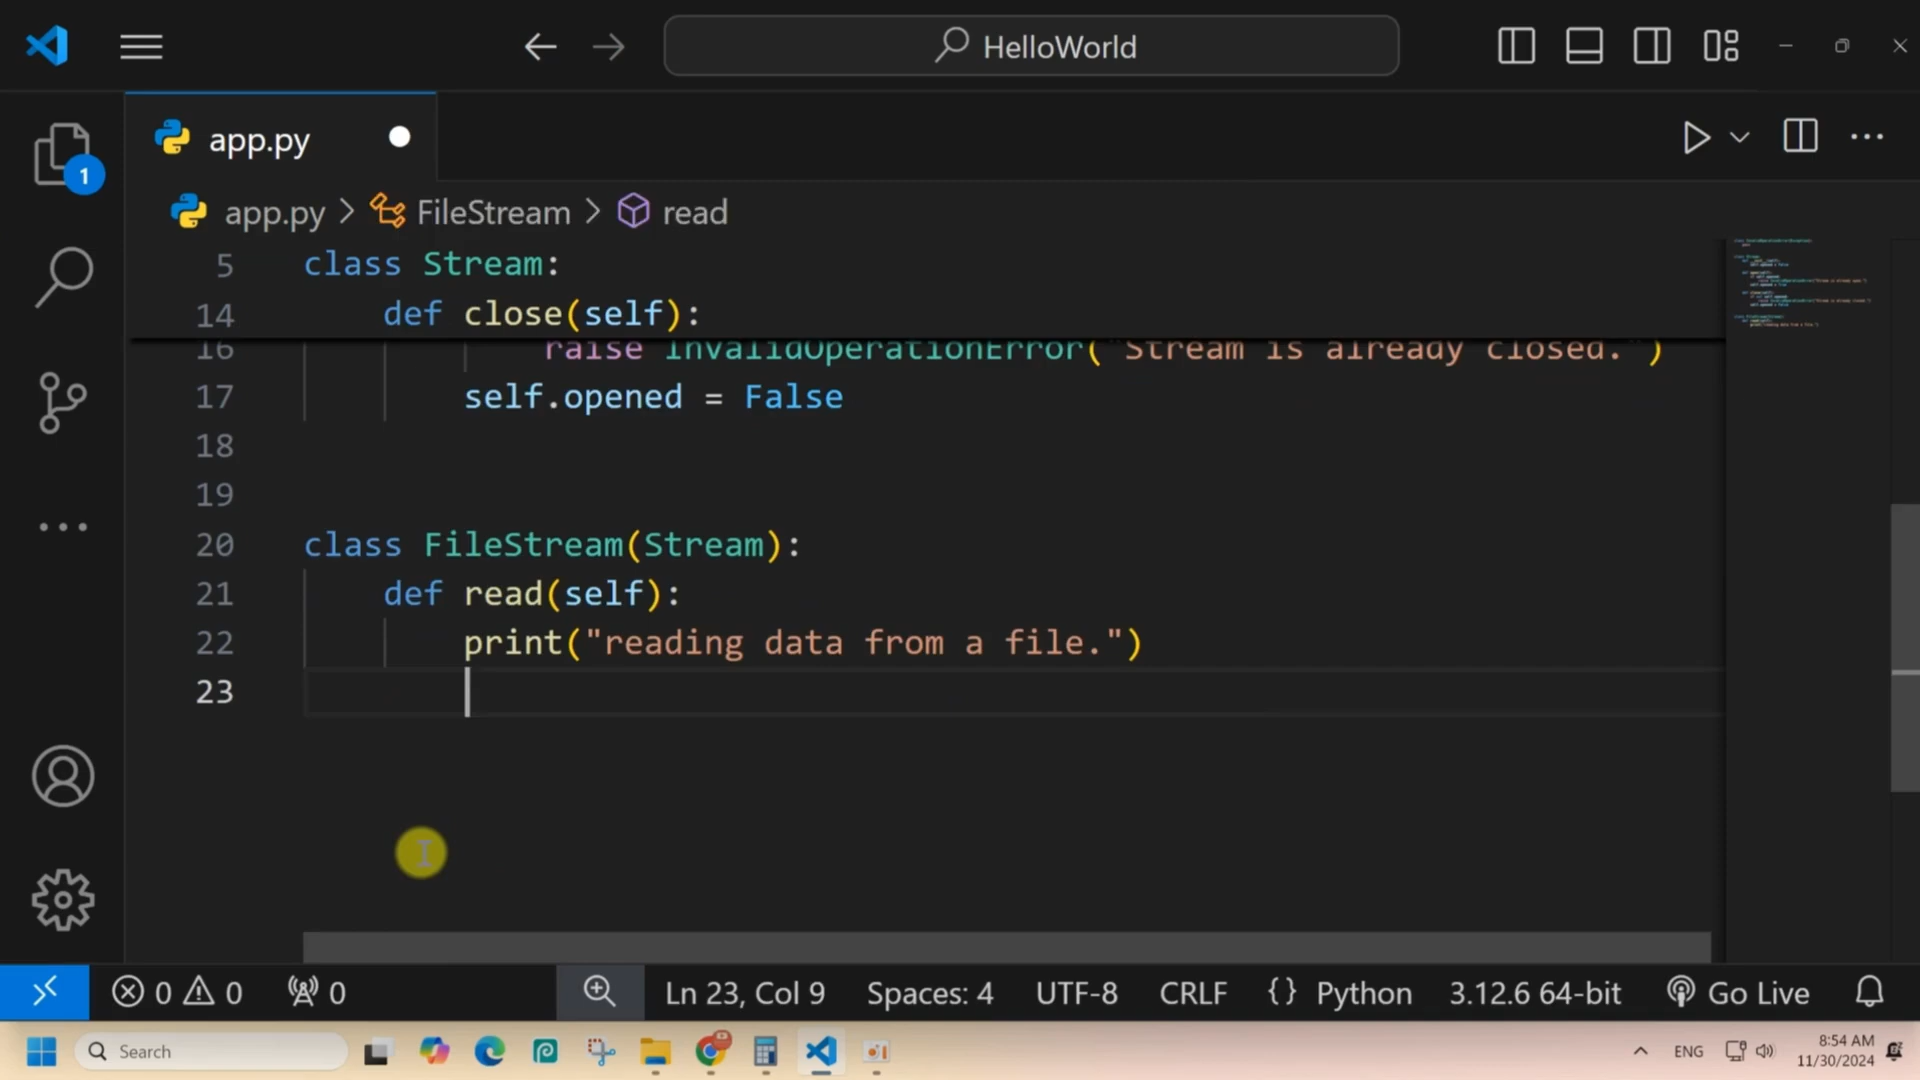 HelloWorld
app.py
1
app.py > FileStream > read
5 class Stream:
14 def close(self):
16 raise InvalidOperationError("Stream is already closed.")
17 self.opened = False
18
19
20 class FileStream(Stream):
21 def read(self):
22 print("reading data from a file.")
23
0 0 0 Ln 23, Col 9 Spaces: 4 UTF-8 CRLF {} Python 3.12.6 64-bit Go Live
Search ENG 8:54 AM
11/30/2024